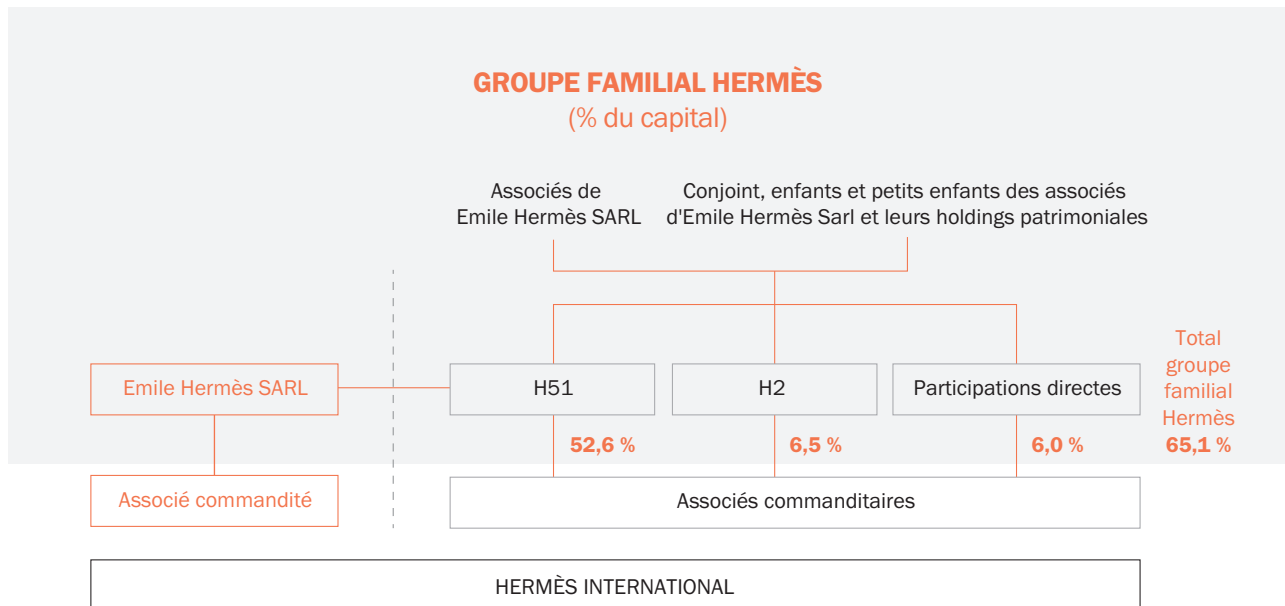 GROUPE FAMILIAL HERMÈS
(% du capital)
Associés de
Emile Hermès SARL
Conjoint, enfants et petits enfants des associés
d'Emile Hermès Sarl et leurs holdings patrimoniales
Emile Hermès SARL
H51
H2
Participations directes
Total
groupe
familial
Hermès
65,1 %
52,6 %
6,5 %
6,0 %
Associé commandité
Associés commanditaires
HERMÈS INTERNATIONAL